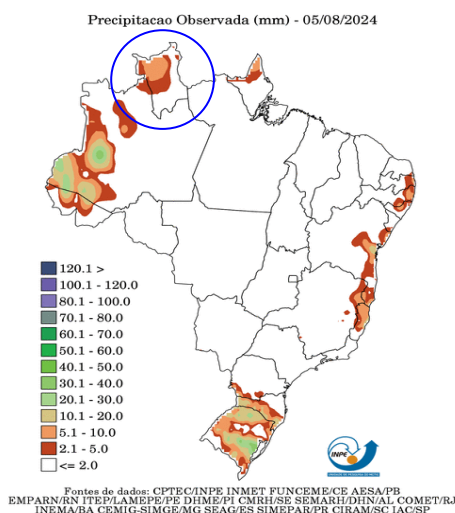 Precipitacao Observada (mm) - 05/08/2024
120.1 >
100.1 - 120.0
80.1 - 100.0
70.1 - 80.0
60.1 - 70.0
50.1 - 60.0
40.1 - 50.0
30.1 - 40.0
20.1 - 30.0
10.1 - 20.0
5.1 - 10.0
2.1 - 5.0
<= 2.0
INPE
Fontes de dados: CPTEC/INPE INMET FUNCEME/CE AESA/PB
EMPARN/RN ITEP/LAMEPE/PE DHME/PI CMRH/SE SEMARH/DHN/AL COMET/RJ
INEMA/BA CEMIG-SIMGE/MG SEAG/ES SIMEPAR/PR CIRAM/SC IAC/SP